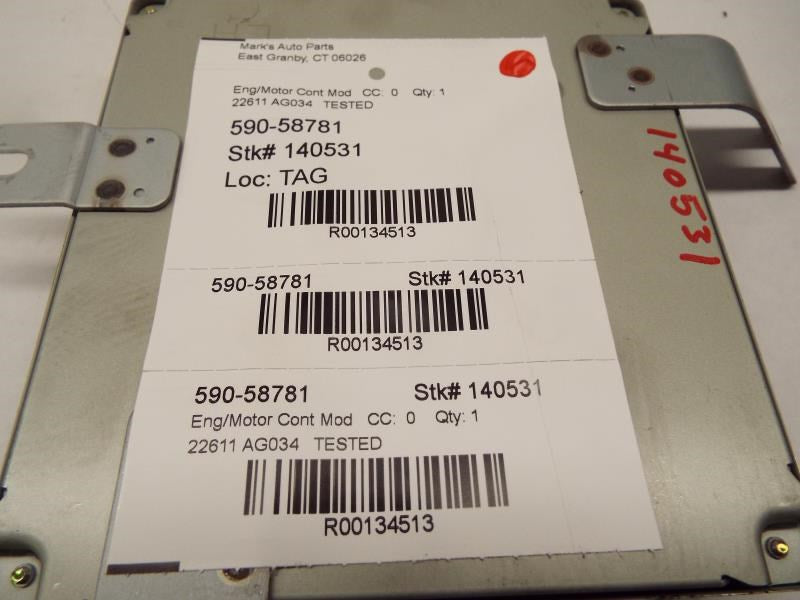 Mark's Auto Parts
East Granby, CT 06026
Eng/Motor Cont Mod CC: 0 Qty: 1
22611 AG034 TESTED
590-58781
Stk# 140531
Loc: TAG
R00134513
590-58781 Stk# 140531
R00134513
590-58781 Stk# 140531
Eng/Motor Cont Mod CC: 0 Qty: 1
22611 AG034 TESTED
R00134513
140531